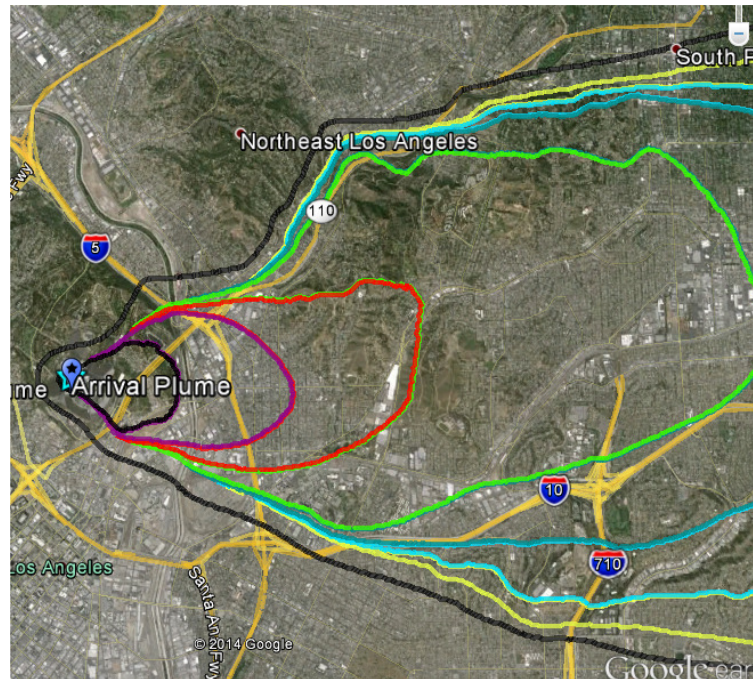 South P
Northeast Los Angeles
Fwy
110
5
ume
Arrival Plume
10
710
Los Angeles
Santa An
Fwy
© 2014 Google
Google ear